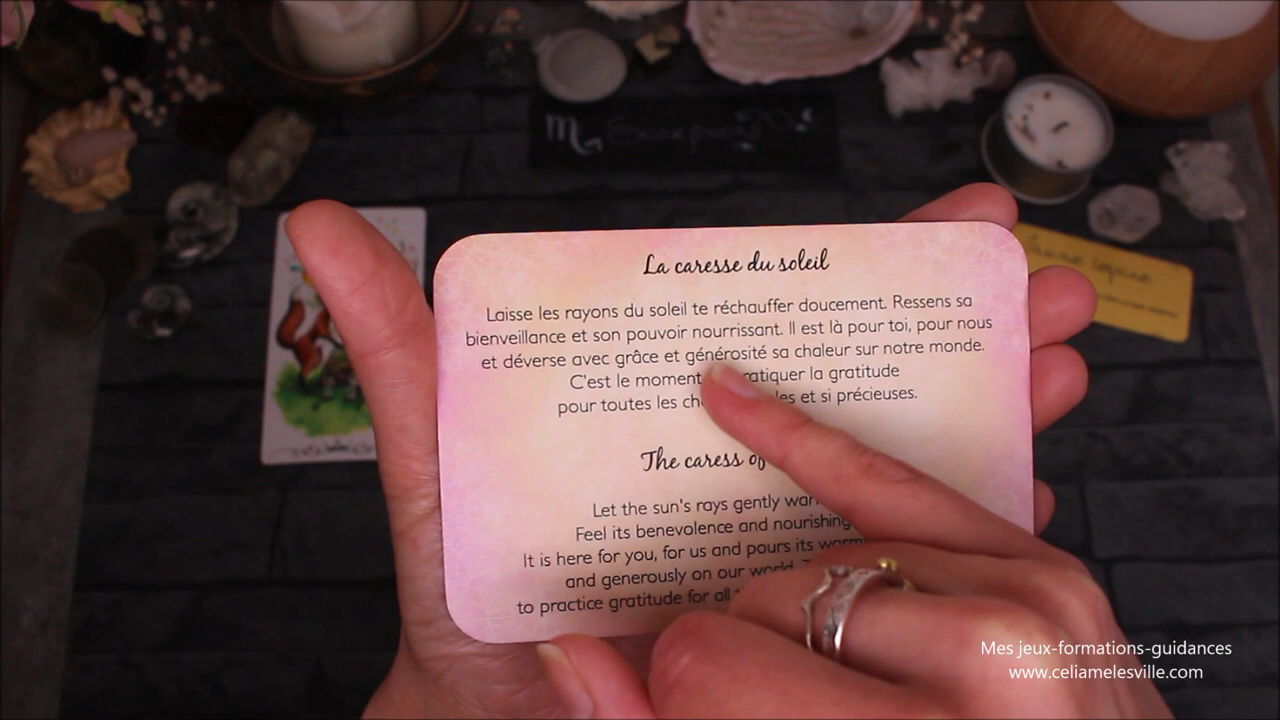 ♏ Scorpion
La caresse du soleil
Laisse les rayons du soleil te réchauffer doucement. Ressens sa
bienveillance et son pouvoir nourrissant. Il est là pour toi, pour nous
et déverse avec grâce et générosité sa chaleur sur notre monde.
C'est le moment pratiquer la gratitude
pour toutes les et si précieuses.
The caress of
Let the sun's rays gently
Feel its benevolence and nourishing
It is here for you, for us and pours its
and generously on our world.
to practice gratitude for all
Mes jeux-formations-guidances
www.celiamelesville.com